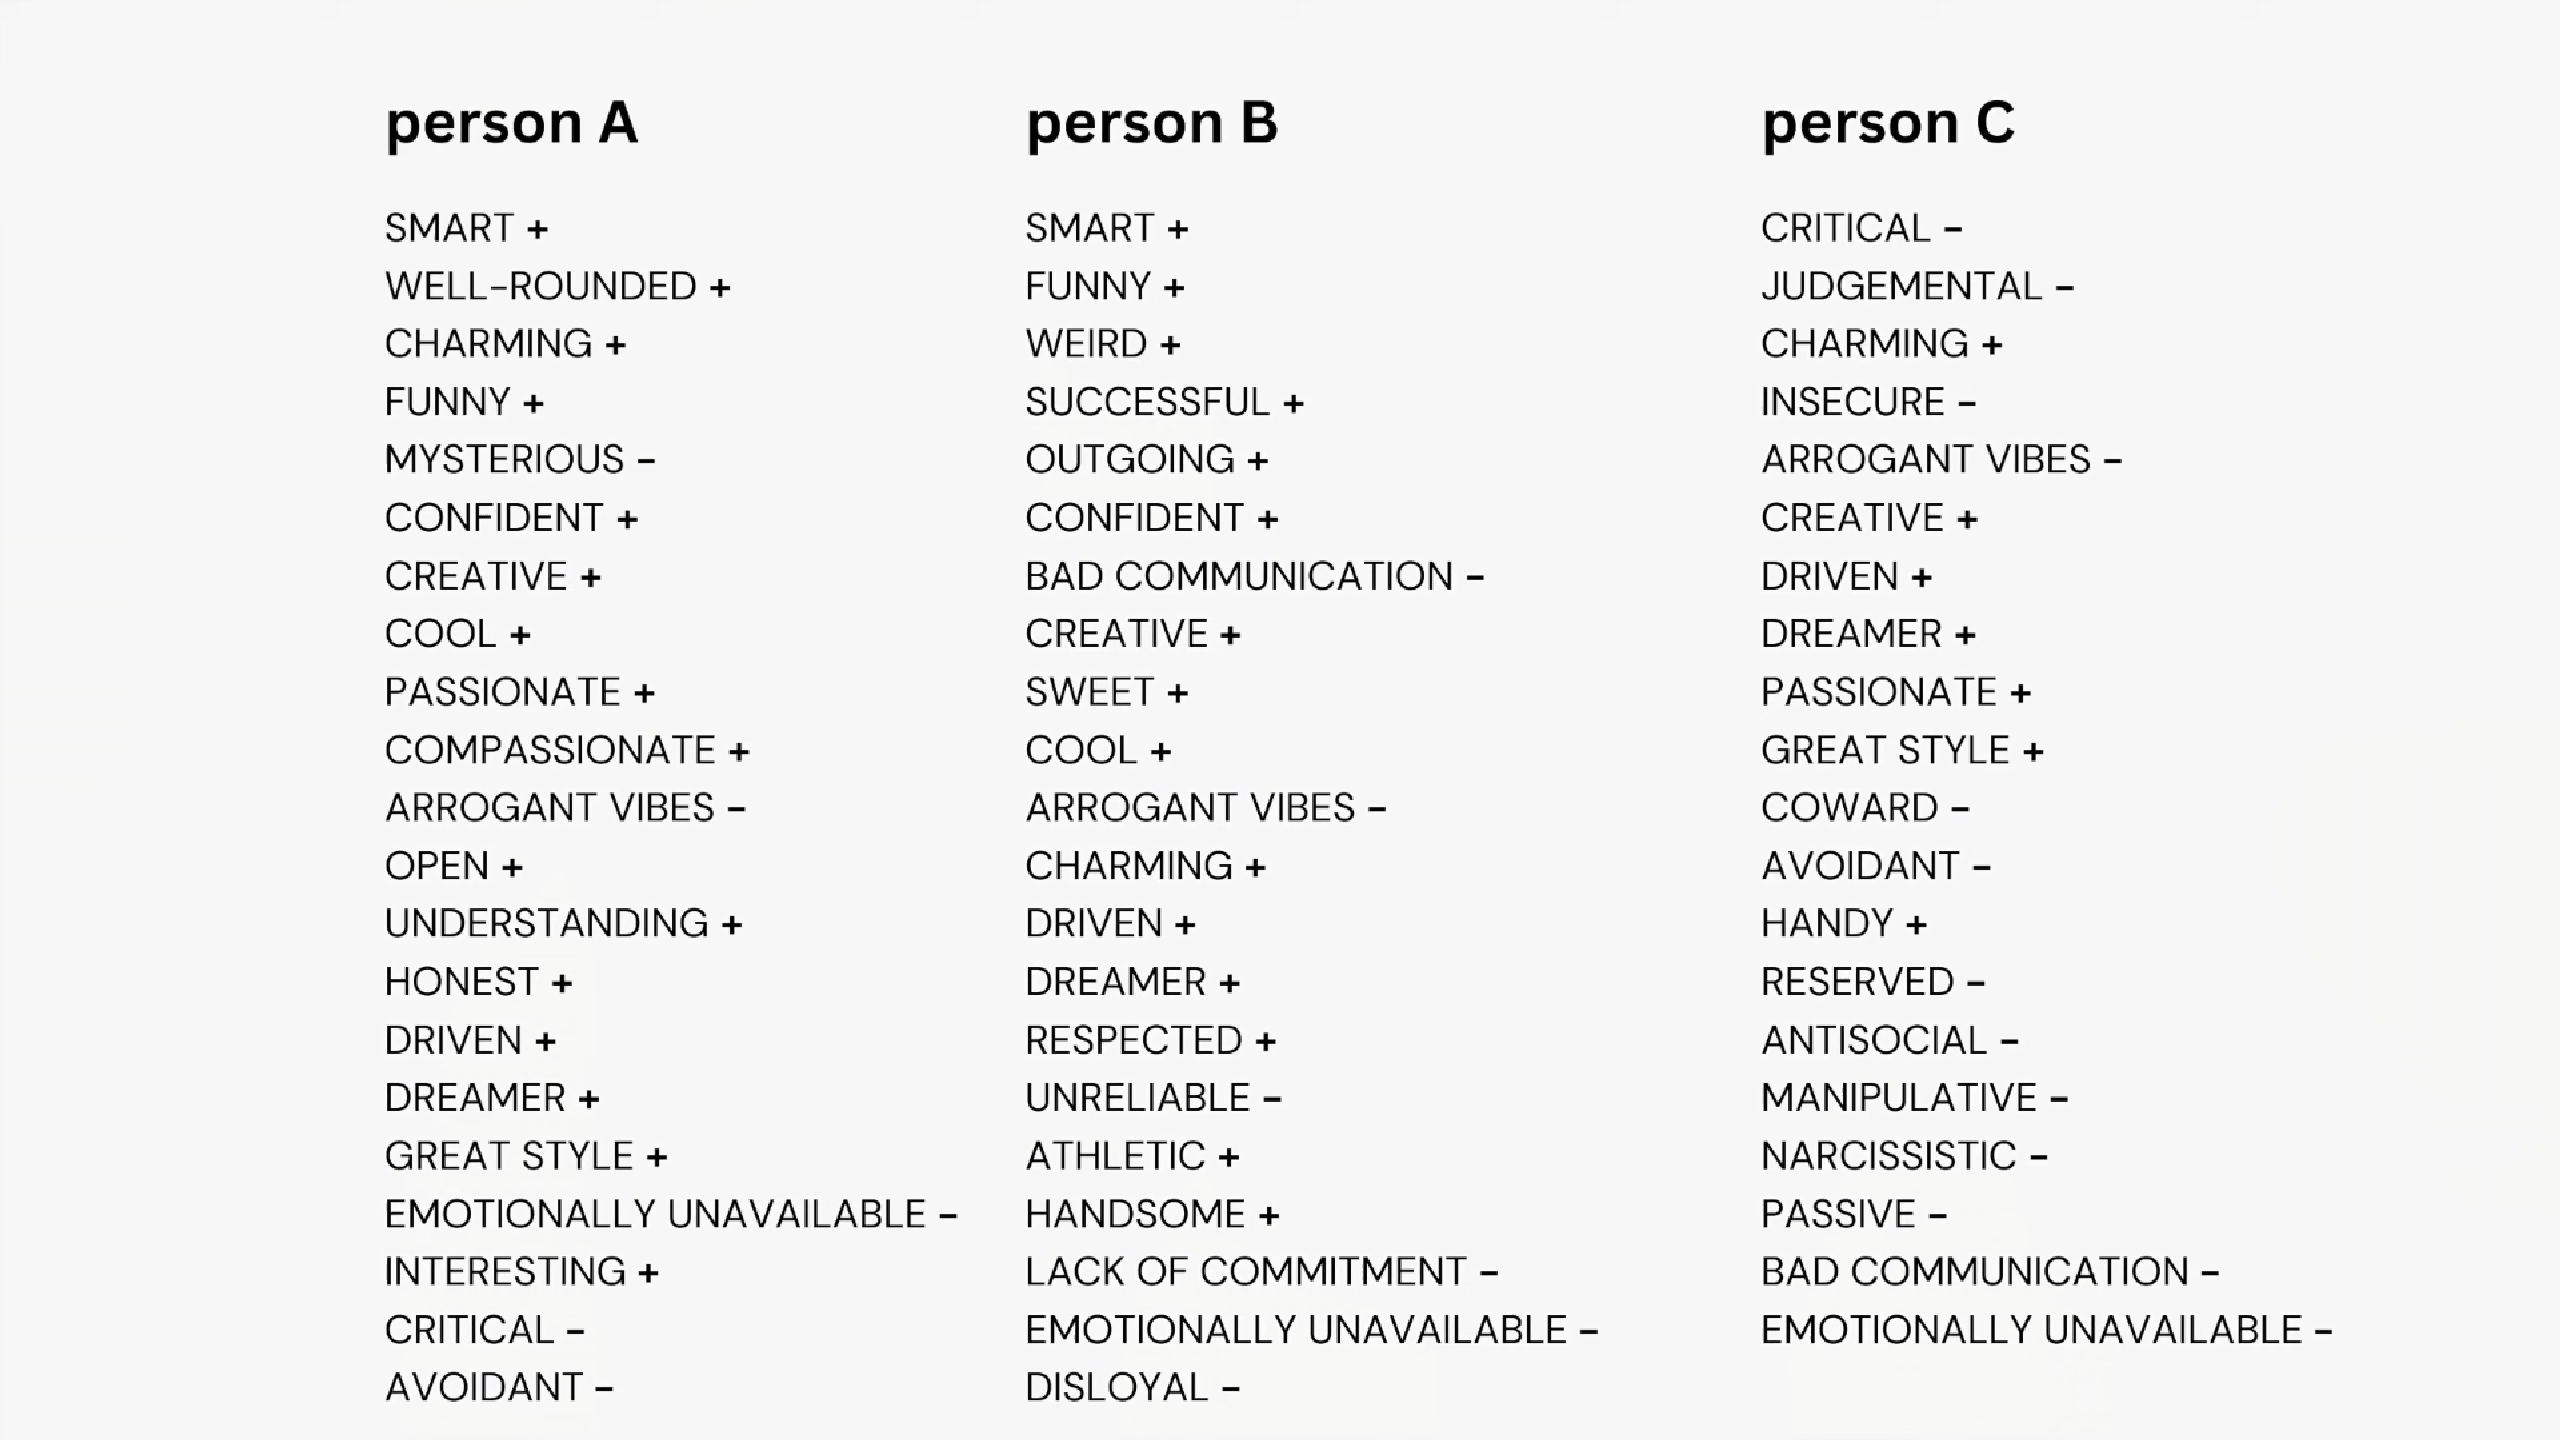 person A
SMART +
WELL-ROUNDED +
CHARMING +
FUNNY +
MYSTERIOUS -
CONFIDENT +
CREATIVE +
COOL +
PASSIONATE +
COMPASSIONATE +
ARROGANT VIBES -
OPEN +
UNDERSTANDING +
HONEST +
DRIVEN +
DREAMER +
GREAT STYLE +
EMOTIONALLY UNAVAILABLE -
INTERESTING +
CRITICAL -
AVOIDANT -
person B
SMART +
FUNNY +
WEIRD +
SUCCESSFUL +
OUTGOING +
CONFIDENT +
BAD COMMUNICATION -
CREATIVE +
SWEET +
COOL +
ARROGANT VIBES -
CHARMING +
DRIVEN +
DREAMER +
RESPECTED +
UNRELIABLE -
ATHLETIC +
HANDSOME +
LACK OF COMMITMENT -
EMOTIONALLY UNAVAILABLE -
DISLOYAL -
person C
CRITICAL -
JUDGEMENTAL -
CHARMING +
INSECURE -
ARROGANT VIBES -
CREATIVE +
DRIVEN +
DREAMER +
PASSIONATE +
GREAT STYLE +
COWARD -
AVOIDANT -
HANDY +
RESERVED -
ANTISOCIAL -
MANIPULATIVE -
NARCISSISTIC -
PASSIVE -
BAD COMMUNICATION -
EMOTIONALLY UNAVAILABLE -